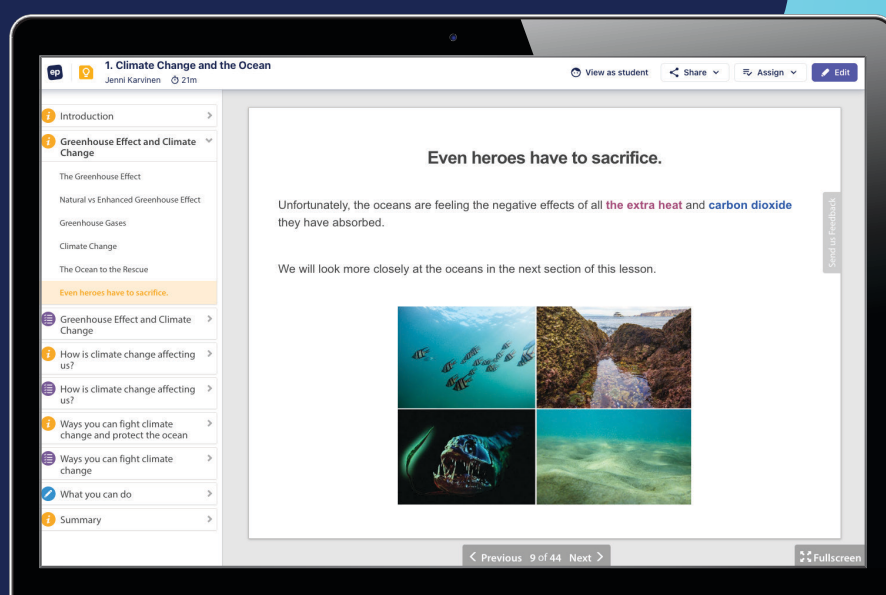 ep
1. Climate Change and the Ocean
Jenni Karvinen 21m
View as student
Share
Assign
Edit
Introduction
Greenhouse Effect and Climate
Change
The Greenhouse Effect
Natural vs Enhanced Greenhouse Effect
Greenhouse Gases
Climate Change
The Ocean to the Rescue
Even heroes have to sacrifice.
Greenhouse Effect and Climate
Change
How is climate change affecting
us?
How is climate change affecting
us?
Ways you can fight climate
change and protect the ocean
Ways you can fight climate
change
What you can do
Summary
Even heroes have to sacrifice.
Unfortunately, the oceans are feeling the negative effects of all the extra heat and carbon dioxide
they have absorbed.
We will look more closely at the oceans in the next section of this lesson.
Send us Feedback
Previous 9 of 44 Next
Fullscreen